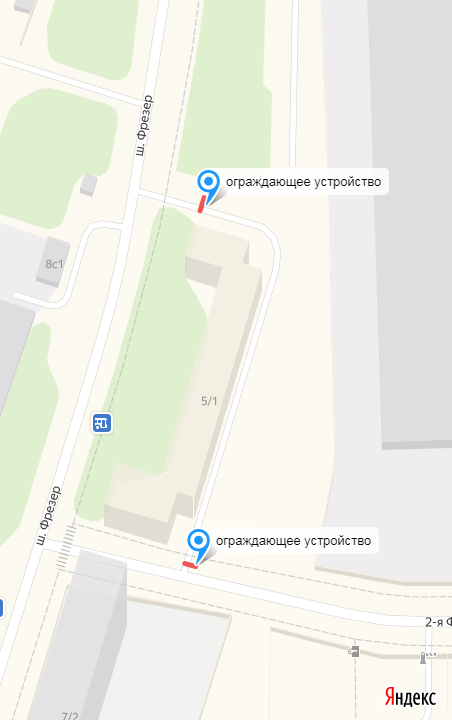 ш. Фрезер
ограждающее устройство
8с1
5/1
ш. Фрезер
ограждающее устройство
2-я Ф
7/2
Яндекс